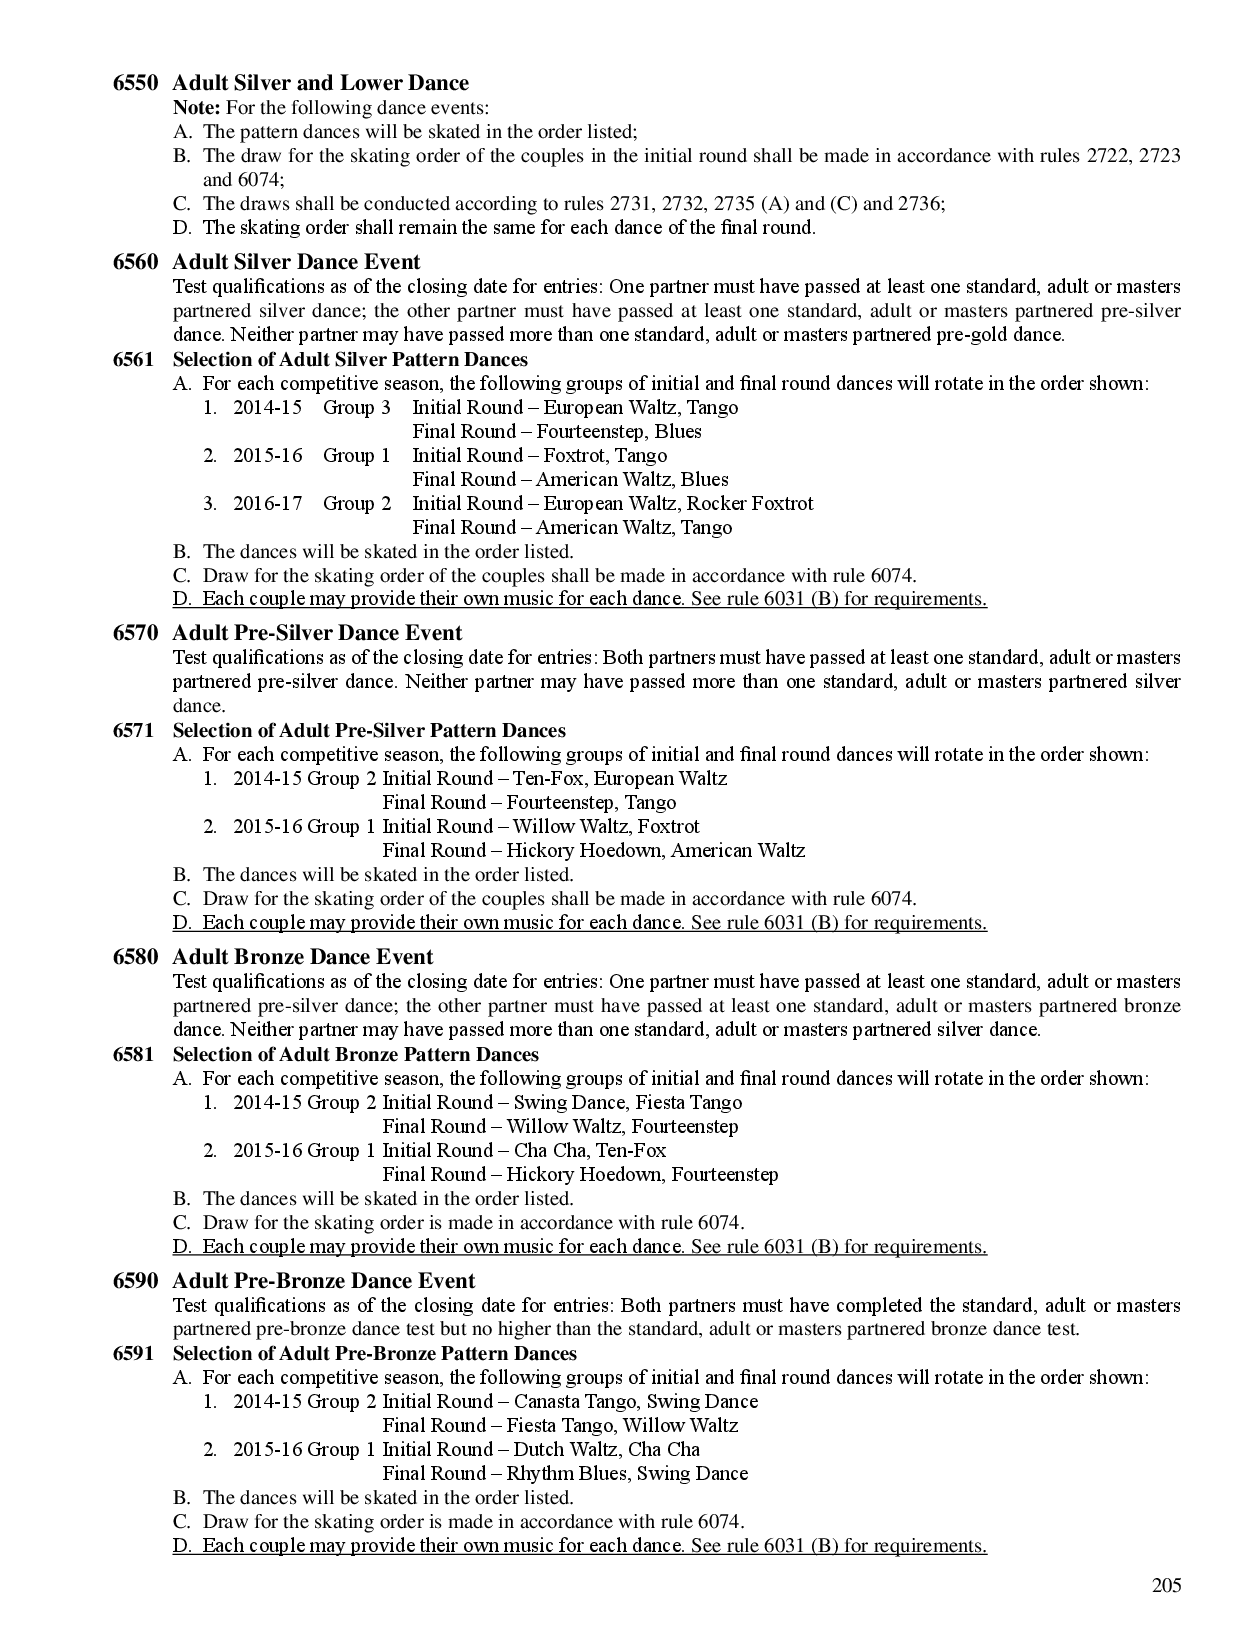 6550 Adult Silver and Lower Dance
Note: For the following dance events:
A. The pattern dances will be skated in the order listed;
B. The draw for the skating order of the couples in the initial round shall be made in accordance with rules 2722, 2723
and 6074;
C. The draws shall be conducted according to rules 2731, 2732, 2735 (A) and (C) and 2736;
D. The skating order shall remain the same for each dance of the final round.
6560 Adult Silver Dance Event
Test qualifications as of the closing date for entries: One partner must have passed at least one standard, adult or masters
partnered silver dance; the other partner must have passed at least one standard, adult or masters partnered pre-silver
dance. Neither partner may have passed more than one standard, adult or masters partnered pre-gold dance.
6561 Selection of Adult Silver Pattern Dances
A. For each competitive season, the following groups of initial and final round dances will rotate in the order shown:
1. 2014-15 Group 3 Initial Round – European Waltz, Tango
Final Round – Fourteenstep, Blues
2. 2015-16 Group 1 Initial Round – Foxtrot, Tango
Final Round – American Waltz, Blues
3. 2016-17 Group 2 Initial Round – European Waltz, Rocker Foxtrot
Final Round – American Waltz, Tango
B. The dances will be skated in the order listed.
C. Draw for the skating order of the couples shall be made in accordance with rule 6074.
D. Each couple may provide their own music for each dance. See rule 6031 (B) for requirements.
6570 Adult Pre-Silver Dance Event
Test qualifications as of the closing date for entries: Both partners must have passed at least one standard, adult or masters
partnered pre-silver dance. Neither partner may have passed more than one standard, adult or masters partnered silver
dance.
6571 Selection of Adult Pre-Silver Pattern Dances
A. For each competitive season, the following groups of initial and final round dances will rotate in the order shown:
1. 2014-15 Group 2 Initial Round – Ten-Fox, European Waltz
Final Round – Fourteenstep, Tango
2. 2015-16 Group 1 Initial Round – Willow Waltz, Foxtrot
Final Round – Hickory Hoedown, American Waltz
B. The dances will be skated in the order listed.
C. Draw for the skating order of the couples shall be made in accordance with rule 6074.
D. Each couple may provide their own music for each dance. See rule 6031 (B) for requirements.
6580 Adult Bronze Dance Event
Test qualifications as of the closing date for entries: One partner must have passed at least one standard, adult or masters
partnered pre-silver dance; the other partner must have passed at least one standard, adult or masters partnered bronze
dance. Neither partner may have passed more than one standard, adult or masters partnered silver dance.
6581 Selection of Adult Bronze Pattern Dances
A. For each competitive season, the following groups of initial and final round dances will rotate in the order shown:
1. 2014-15 Group 2 Initial Round – Swing Dance, Fiesta Tango
Final Round – Willow Waltz, Fourteenstep
2. 2015-16 Group 1 Initial Round – Cha Cha, Ten-Fox
Final Round – Hickory Hoedown, Fourteenstep
B. The dances will be skated in the order listed.
C. Draw for the skating order is made in accordance with rule 6074.
D. Each couple may provide their own music for each dance. See rule 6031 (B) for requirements.
6590 Adult Pre-Bronze Dance Event
Test qualifications as of the closing date for entries: Both partners must have completed the standard, adult or masters
partnered pre-bronze dance test but no higher than the standard, adult or masters partnered bronze dance test.
6591 Selection of Adult Pre-Bronze Pattern Dances
A. For each competitive season, the following groups of initial and final round dances will rotate in the order shown:
1. 2014-15 Group 2 Initial Round – Canasta Tango, Swing Dance
Final Round – Fiesta Tango, Willow Waltz
2. 2015-16 Group 1 Initial Round – Dutch Waltz, Cha Cha
Final Round – Rhythm Blues, Swing Dance
B. The dances will be skated in the order listed.
C. Draw for the skating order is made in accordance with rule 6074.
D. Each couple may provide their own music for each dance. See rule 6031 (B) for requirements.
205